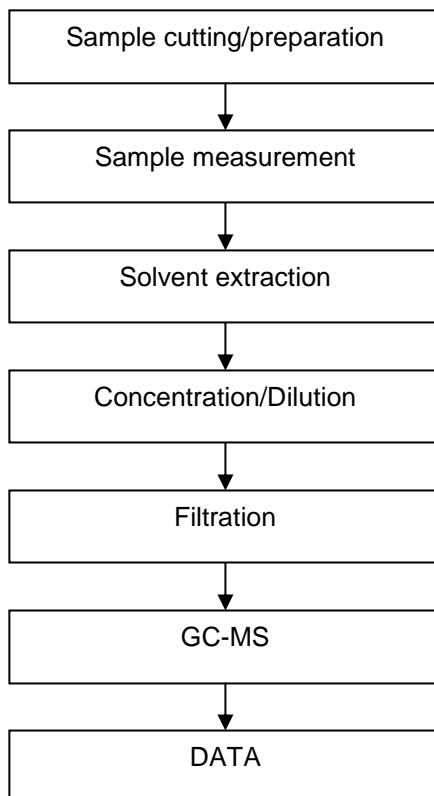 Sample cutting/preparation
Sample measurement
Solvent extraction
Concentration/Dilution
Filtration
GC-MS
DATA